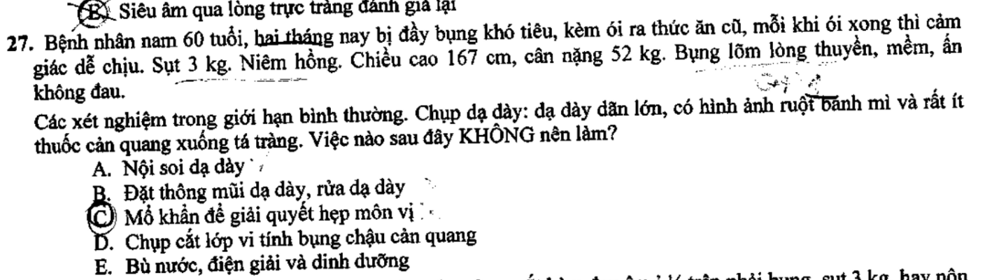 E. Siêu âm qua lòng trực tràng đánh giá lại
27. Bệnh nhân nam 60 tuổi, hai tháng nay bị đầy bụng khó tiêu, kèm ói ra thức ăn cũ, mỗi khi ói xong thì cảm
giác dễ chịu. Sụt 3 kg. Niêm hồng. Chiều cao 167 cm, cân nặng 52 kg. Bụng lõm lòng thuyền, mềm, ấn
không đau.
Các xét nghiệm trong giới hạn bình thường. Chụp dạ dày: dạ dày dãn lớn, có hình ảnh ruột bánh mì và rất ít
thuốc cản quang xuống tá tràng. Việc nào sau đây KHÔNG nên làm?
A. Nội soi dạ dày
B. Đặt thông mũi dạ dày, rửa dạ dày
C Mổ khẩn để giải quyết hẹp môn vị
D. Chụp cắt lớp vi tính bụng chậu cản quang
E. Bù nước, điện giải và dinh dưỡng
sụt 3 kg, hay nôn